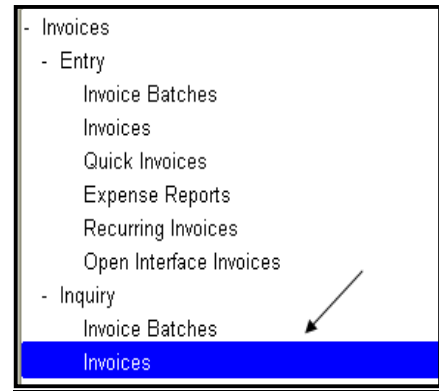 - Invoices
- Entry
Invoice Batches
Invoices
Quick Invoices
Expense Reports
Recurring Invoices
Open Interface Invoices
- Inquiry
Invoice Batches
Invoices